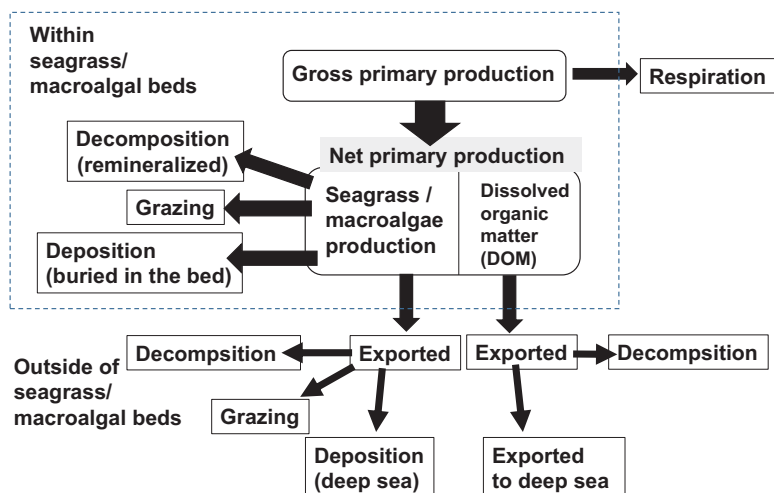 Within
seagrass/
macroalgal beds
Gross primary production
Respiration
Decomposition
(remineralized)
Net primary production
Grazing
Seagrass /
macroalgae
production
Dissolved
organic
matter
(DOM)
Deposition
(buried in the bed)
Outside of
seagrass/
macroalgal beds
Decompsition
Exported
Exported
Decompsition
Grazing
Deposition
(deep sea)
Exported
to deep sea